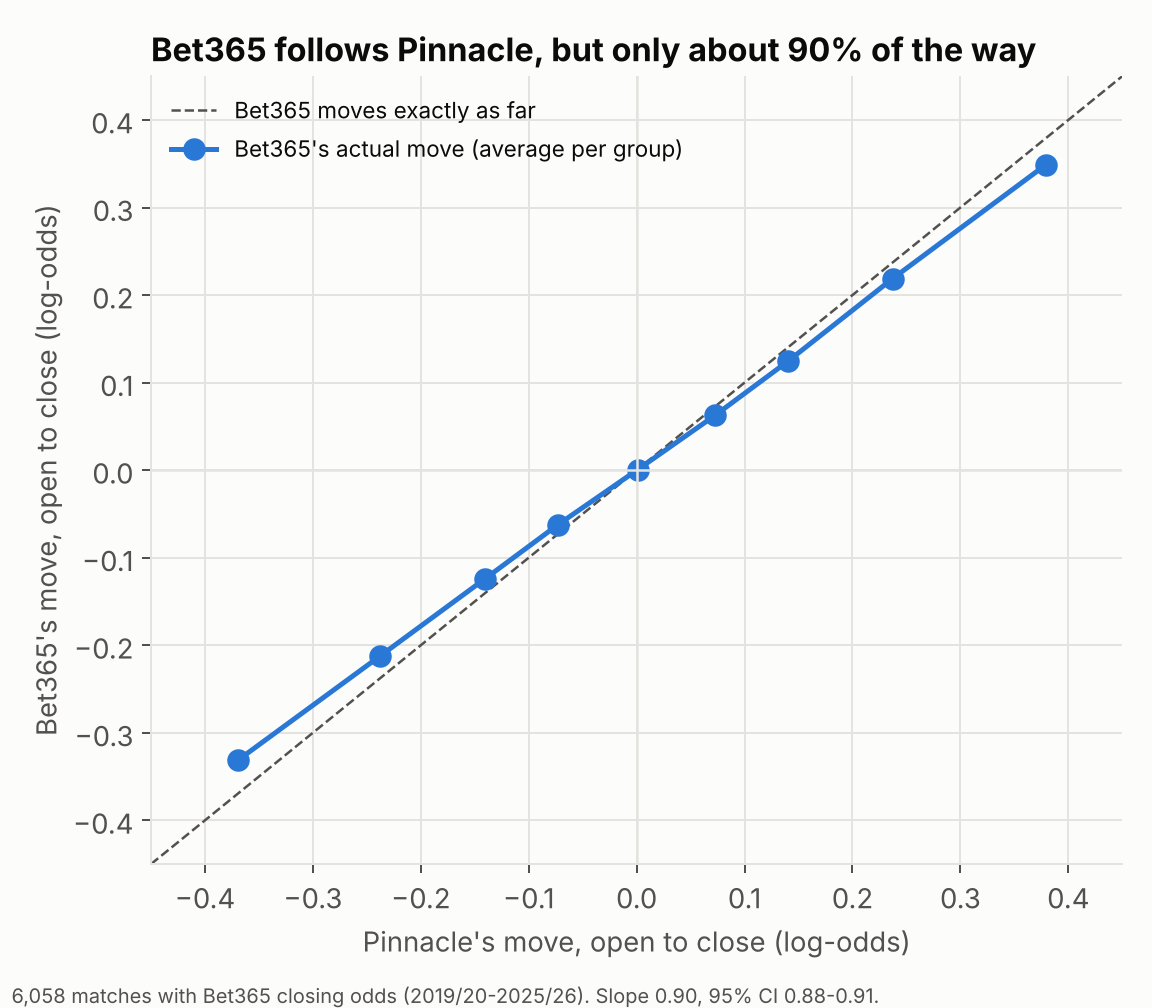 Bet365 follows Pinnacle, but only about 90% of the way
Bet365 moves exactly as far
Bet365's actual move (average per group)
Bet365's move, open to close (log-odds)
0.4
0.3
0.2
0.1
0.0
−0.1
−0.2
−0.3
−0.4
−0.4 −0.3 −0.2 −0.1 0.0 0.1 0.2 0.3 0.4
Pinnacle's move, open to close (log-odds)
6,058 matches with Bet365 closing odds (2019/20-2025/26). Slope 0.90, 95% CI 0.88-0.91.